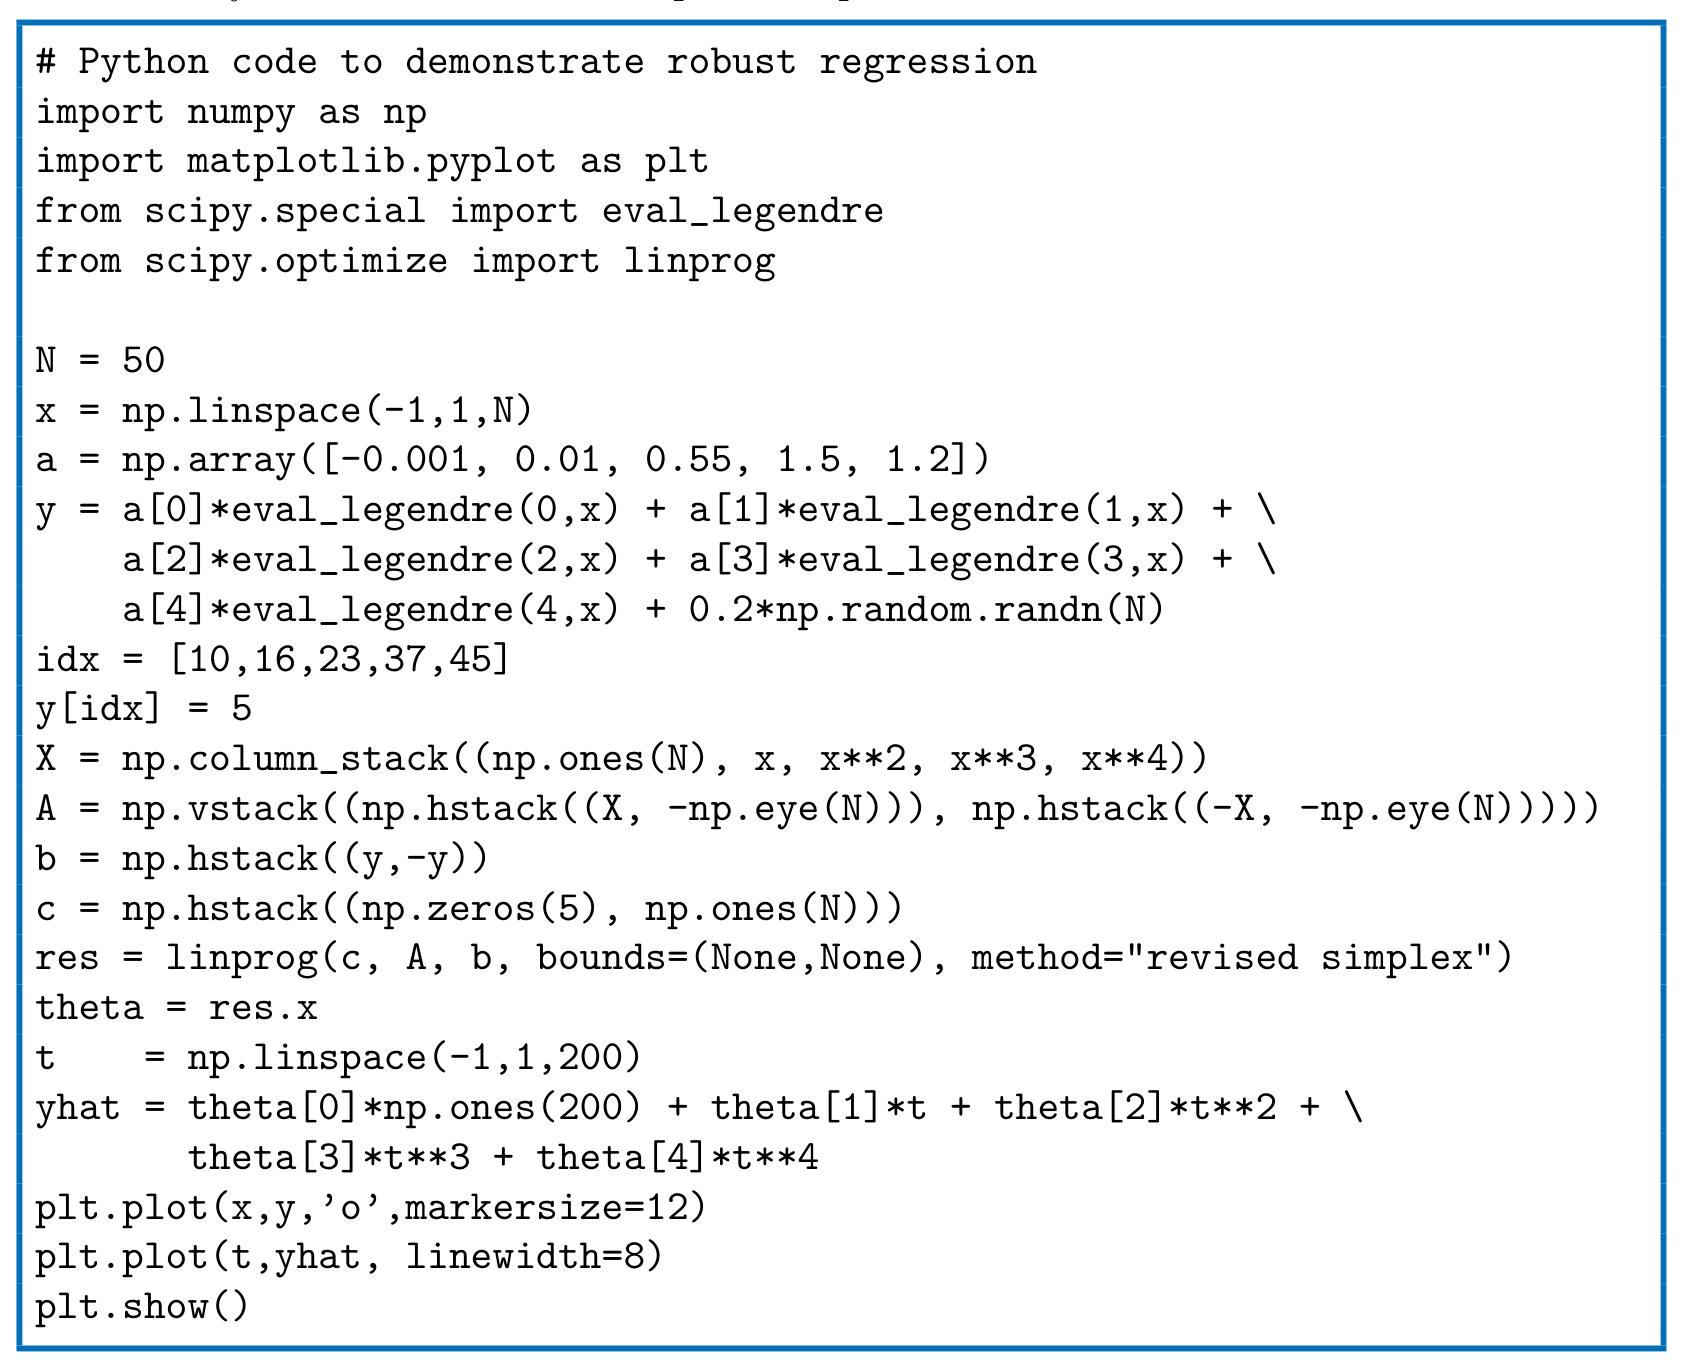 # Python code to demonstrate robust regression
import numpy as np
import matplotlib.pyplot as plt
from scipy.special import eval_legendre
from scipy.optimize import linprog

N = 50
x = np.linspace(-1,1,N)
a = np.array([-0.001, 0.01, 0.55, 1.5, 1.2])
y = a[0]*eval_legendre(0,x) + a[1]*eval_legendre(1,x) + \
    a[2]*eval_legendre(2,x) + a[3]*eval_legendre(3,x) + \
    a[4]*eval_legendre(4,x) + 0.2*np.random.randn(N)
idx = [10,16,23,37,45]
y[idx] = 5
X = np.column_stack((np.ones(N), x, x**2, x**3, x**4))
A = np.vstack((np.hstack((X, -np.eye(N))), np.hstack((-X, -np.eye(N)))))
b = np.hstack((y,-y))
c = np.hstack((np.zeros(5), np.ones(N)))
res = linprog(c, A, b, bounds=(None,None), method="revised simplex")
theta = res.x
t    = np.linspace(-1,1,200)
yhat = theta[0]*np.ones(200) + theta[1]*t + theta[2]*t**2 + \
       theta[3]*t**3 + theta[4]*t**4
plt.plot(x,y,’o’,markersize=12)
plt.plot(t,yhat, linewidth=8)
plt.show()